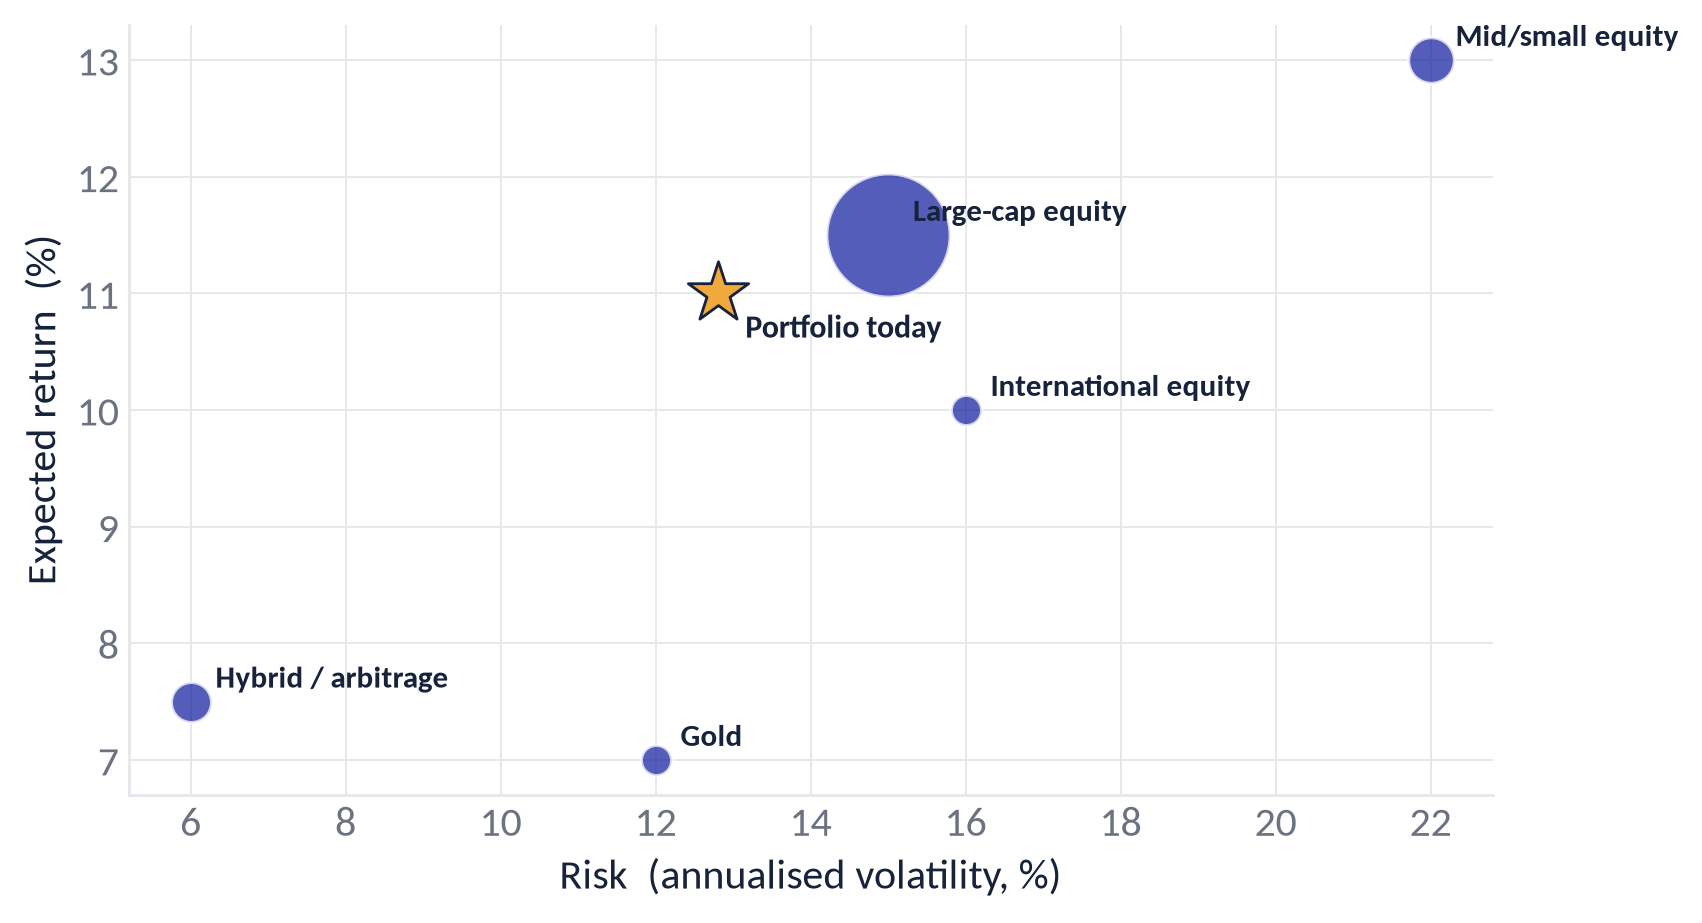 Mid/small equity
13
12
Large-cap equity
11
Portfolio today
International equity
10
9
8
Hybrid / arbitrage
Gold
7
Expected return (%)
6 8 10 12 14 16 18 20 22
Risk (annualised volatility, %)